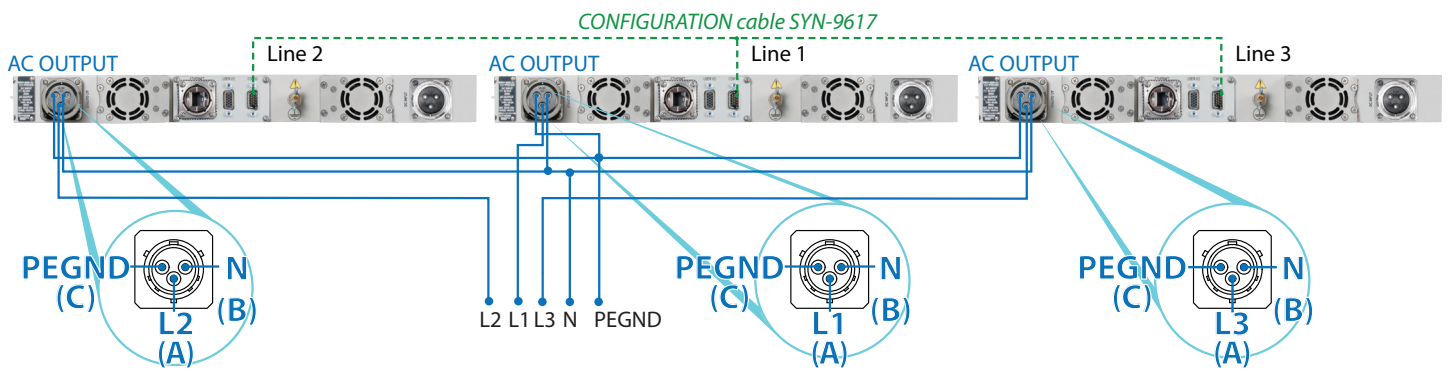 CONFIGURATION cable SYN-9617
AC OUTPUT
Line 2
AC OUTPUT
Line 1
AC OUTPUT
Line 3
PEGND
(C)
N
(B)
L2
(A)
L2 L1 L3 N PEGND
PEGND
(C)
N
(B)
L1
(A)
PEGND
(C)
N
(B)
L3
(A)